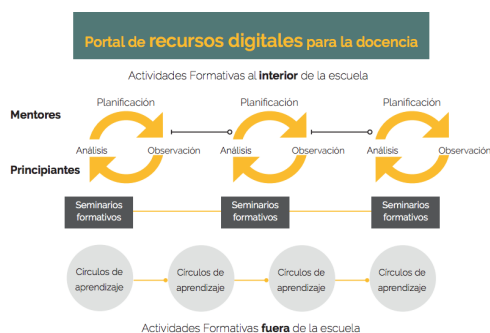 Portal de recursos digitales para la docencia
Actividades Formativas al interior de la escuela
Planificación Planificación Planificación
Mentores
Análisis Observación Análisis Observación Análisis Observación
Principiantes
Seminarios formativos
Seminarios formativos
Seminarios formativos
Círculos de aprendizaje
Círculos de aprendizaje
Círculos de aprendizaje
Círculos de aprendizaje
Actividades Formativas fuera de la escuela